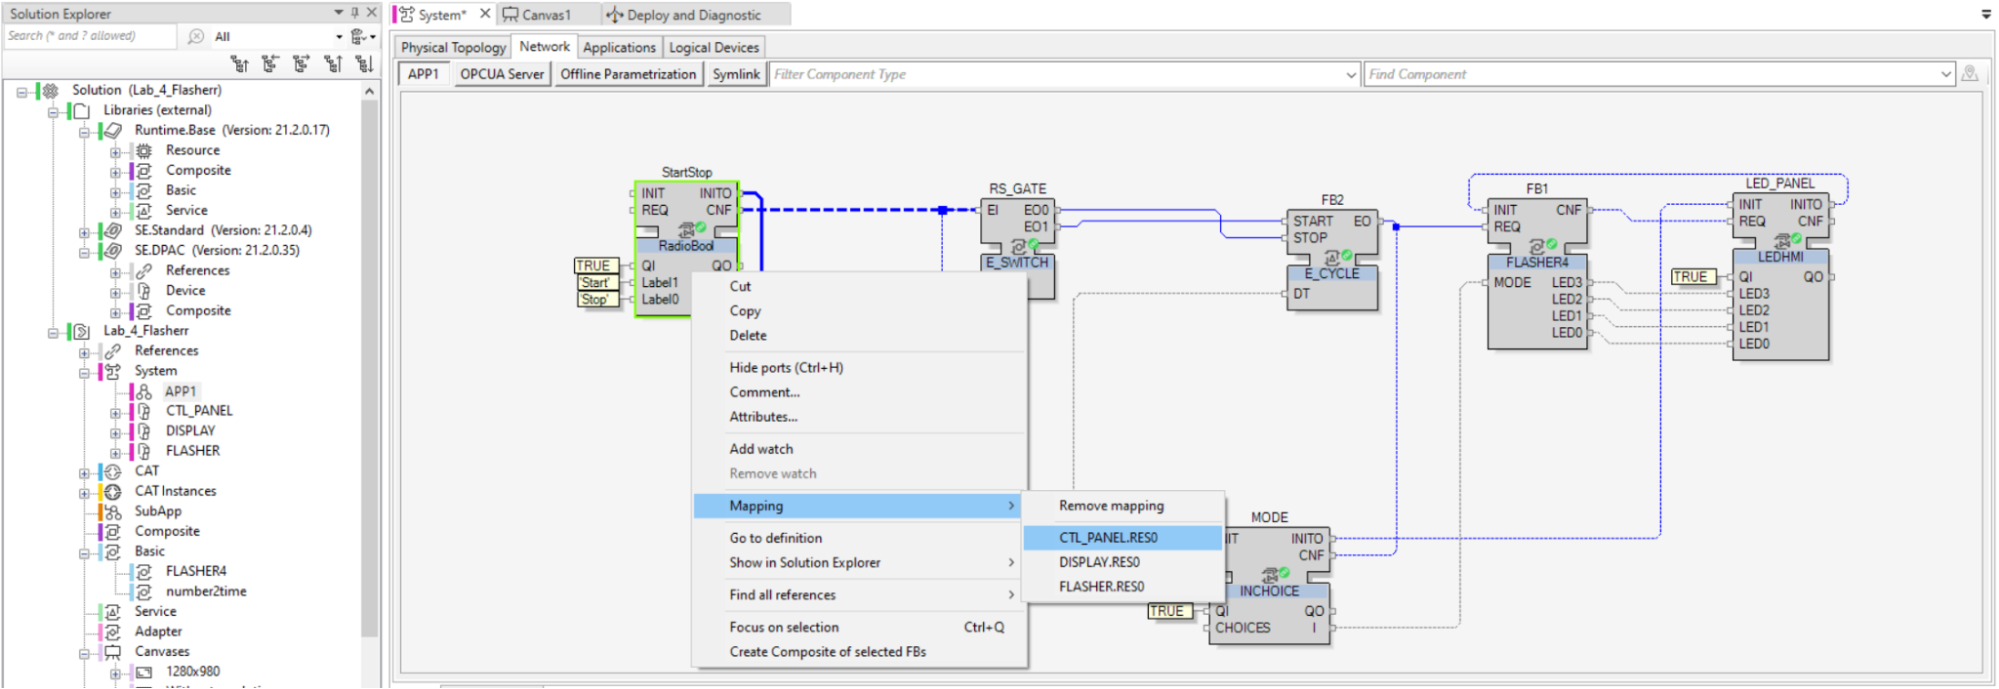 Solution Explorer
Search (* and ? allowed)
All
Solution (Lab_4_Flasherr)
Libraries (external)
Runtime.Base (Version: 21.2.0.17)
Resource
Composite
Basic
Service
SE.Standard (Version: 21.2.0.4)
SE.DPAC (Version: 21.2.0.35)
References
Device
Composite
Lab_4_Flasherr
References
System
APP1
CTL_PANEL
DISPLAY
FLASHER
CAT
CAT Instances
SubApp
Composite
Basic
FLASHER4
number2time
Service
Adapter
Canvases
1280x980
System*
Canvas1
Deploy and Diagnostic
Physical Topology
Network
Applications
Logical Devices
APP1
OPCUA Server
Offline Parametrization
Symlink
Filter Component Type
Find Component
StartStop
INIT INITO
REQ CNF
RadioBool
TRUE
QI QO
'Start'
Label1
'Stop'
Label0
RS_GATE
EI EO0
EO1
E_SWITCH
FB2
START EO
STOP
E_CYCLE
DT
FB1
INIT CNF
REQ
FLASHER4
MODE LED3
LED2
LED1
LED0
LED_PANEL
INIT INITO
REQ CNF
LEDHMI
TRUE
QI QO
LED3
LED2
LED1
LED0
Cut
Copy
Delete
Hide ports (Ctrl+H)
Comment...
Attributes...
Add watch
Remove watch
Mapping
Go to definition
Show in Solution Explorer
Find all references
Focus on selection Ctrl+Q
Create Composite of selected FBs
Remove mapping
CTL_PANEL.RES0
DISPLAY.RES0
FLASHER.RES0
MODE
INITO
CNF
INCHOICE
TRUE
QI QO
CHOICES I